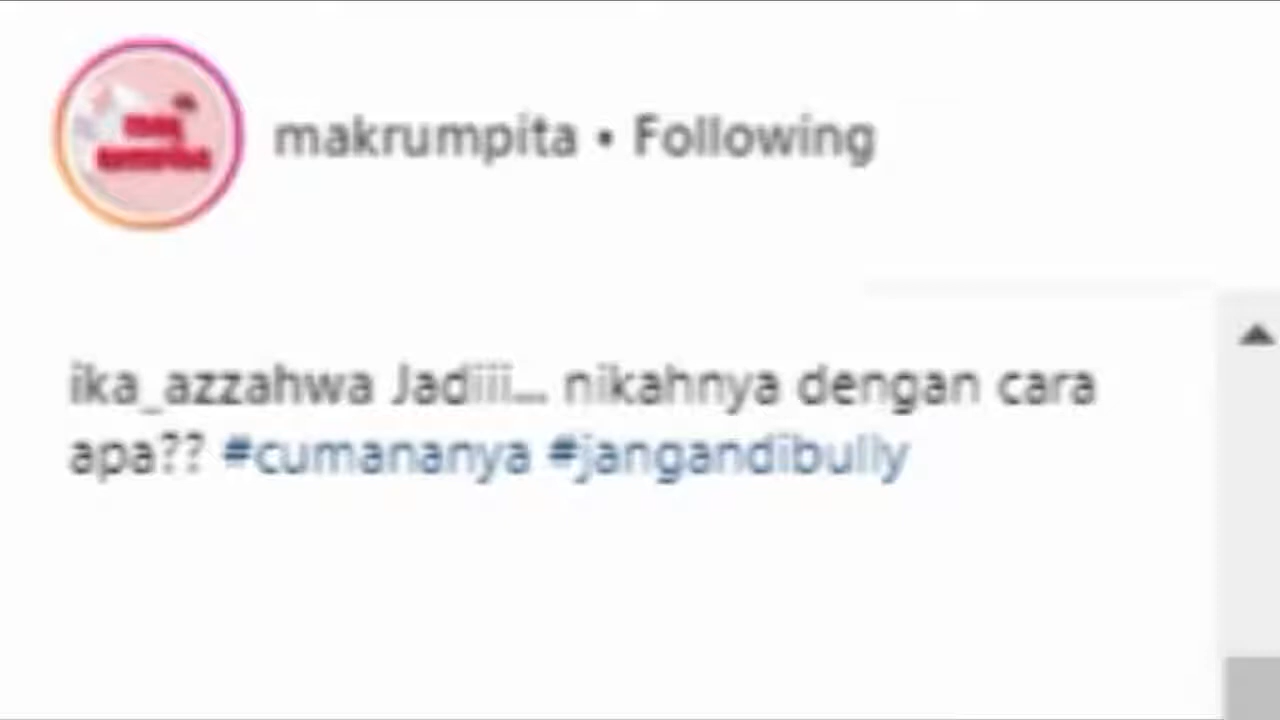 makrumpita • Following
ika_azzahwa Jadiii... nikahnya dengan cara
apa?? #cumananya #jangandibully